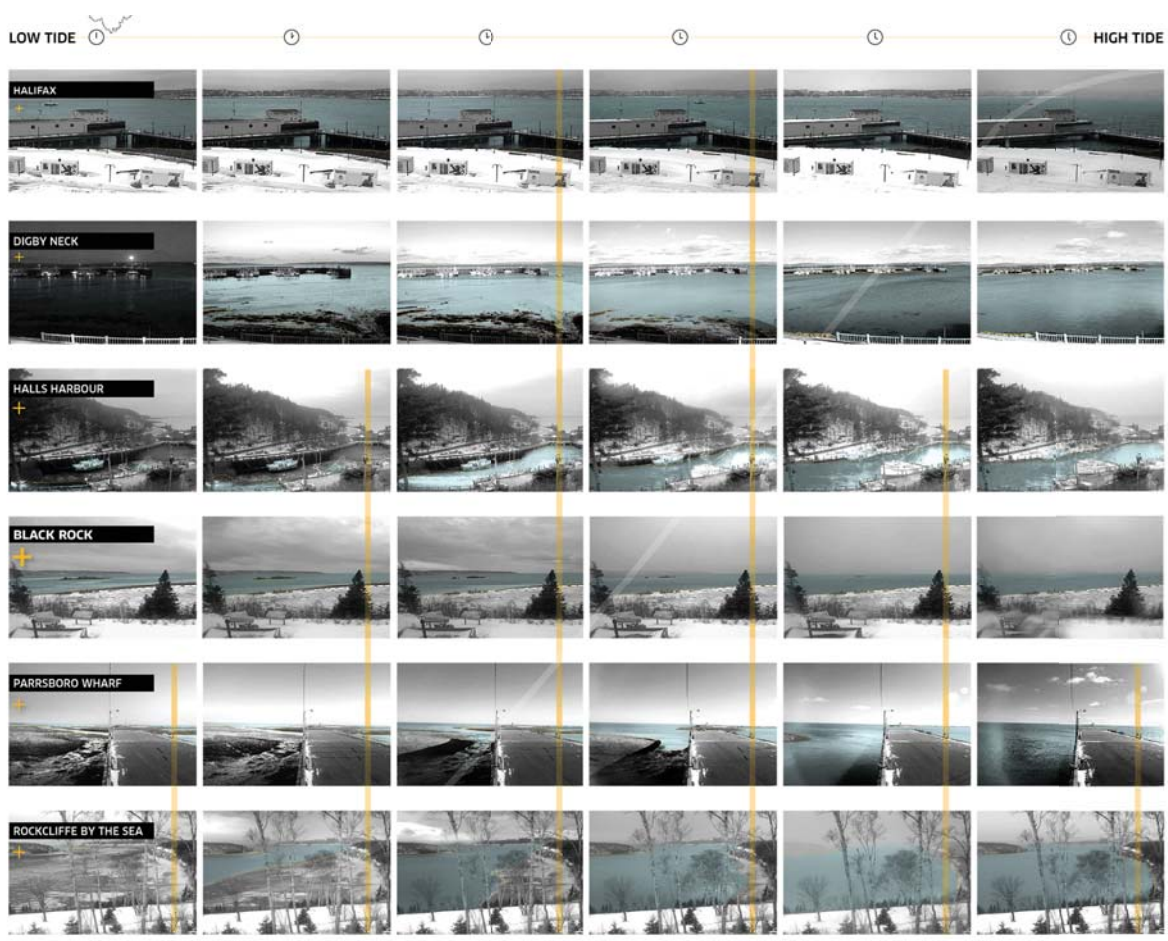 LOW TIDE
HIGH TIDE
HALIFAX
DIGBY NECK
HALLS HARBOUR
BLACK ROCK
PARRSBORO WHARF
ROCKCLIFFE BY THE SEA